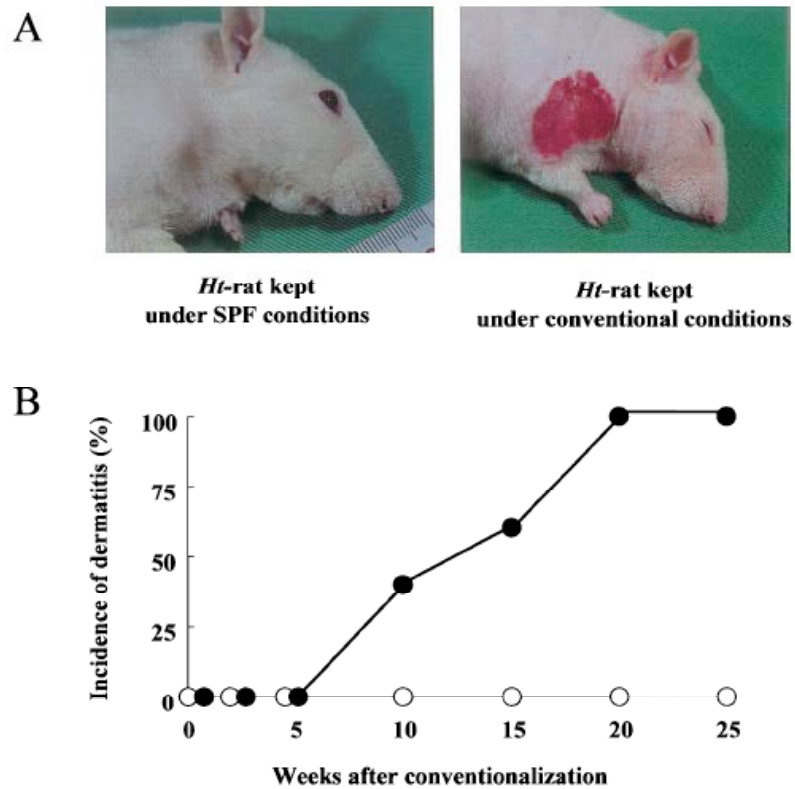 A
Ht-rat kept
under SPF conditions
Ht-rat kept
under conventional conditions
B
Incidence of dermatitis (%)
100
75
50
25
0
0 5 10 15 20 25
Weeks after conventionalization